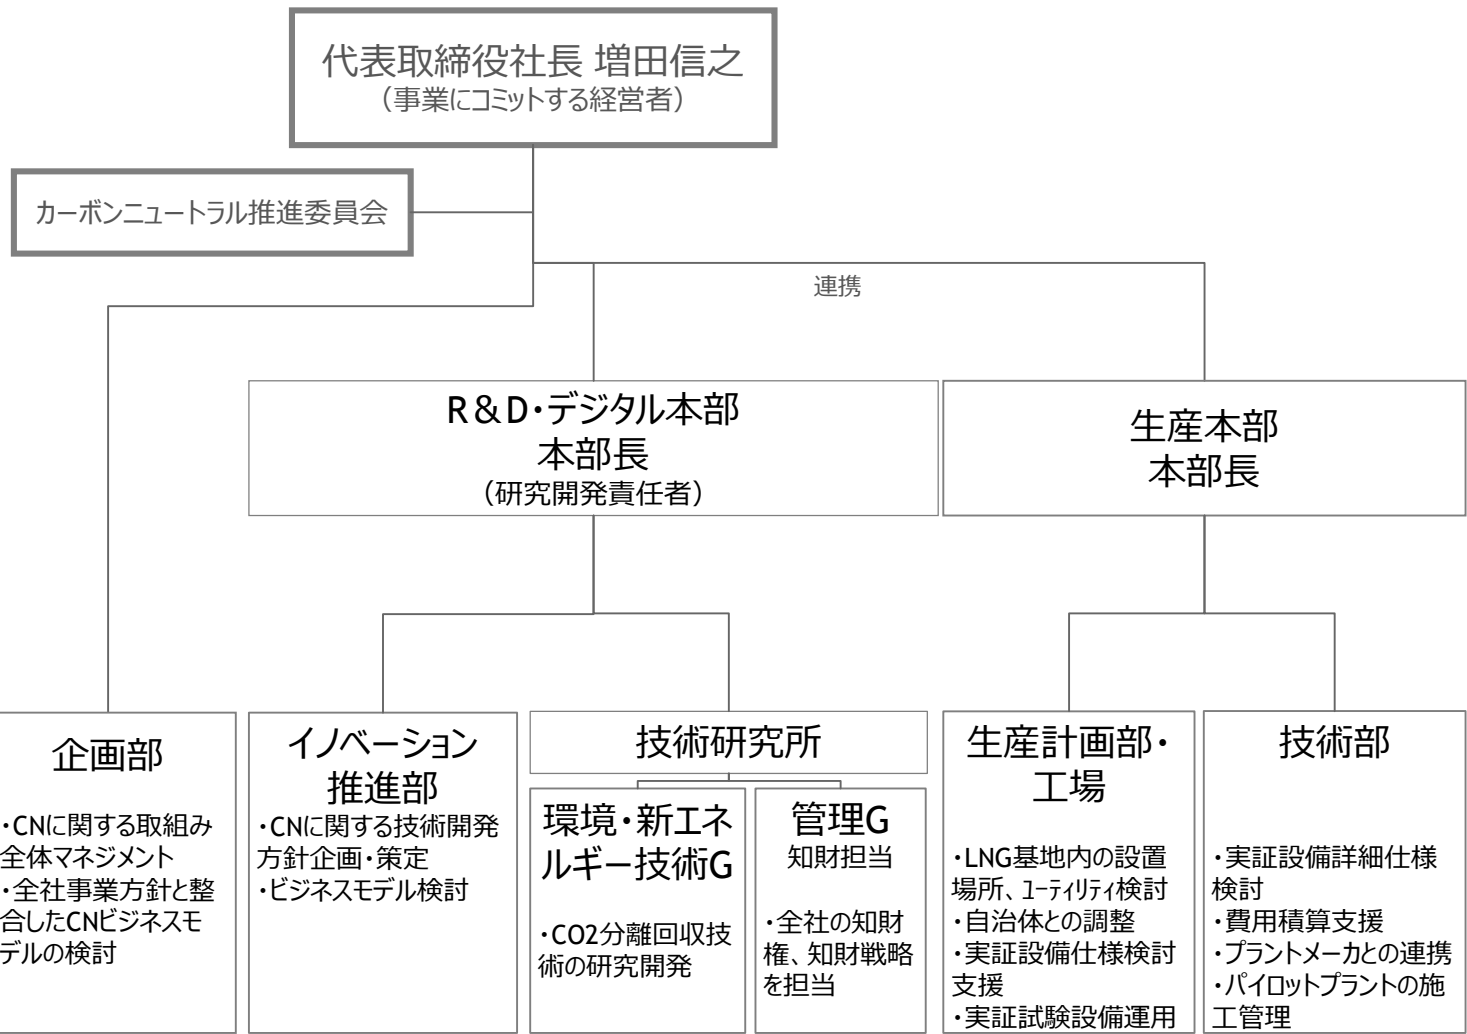 代表取締役社長 増田信之
（事業にコミットする経営者）
カーボンニュートラル推進委員会
連携
R＆D・デジタル本部
本部長
（研究開発責任者）
生産本部
本部長
企画部
・CNに関する取組み
全体マネジメント
・全社事業方針と整
合したCNビジネスモ
デルの検討
イノベーション
推進部
・CNに関する技術開発
方針企画・策定
・ビジネスモデル検討
技術研究所
環境・新エネ
ルギー技術G
・CO2分離回収技
術の研究開発
管理G
知財担当
・全社の知財
権、知財戦略
を担当
生産計画部・
工場
・LNG基地内の設置
場所、ユーティリティ検討
・自治体との調整
・実証設備仕様検討
支援
・実証試験設備運用
技術部
・実証設備詳細仕様
検討
・費用積算支援
・プラントメーカとの連携
・パイロットプラントの施
工管理